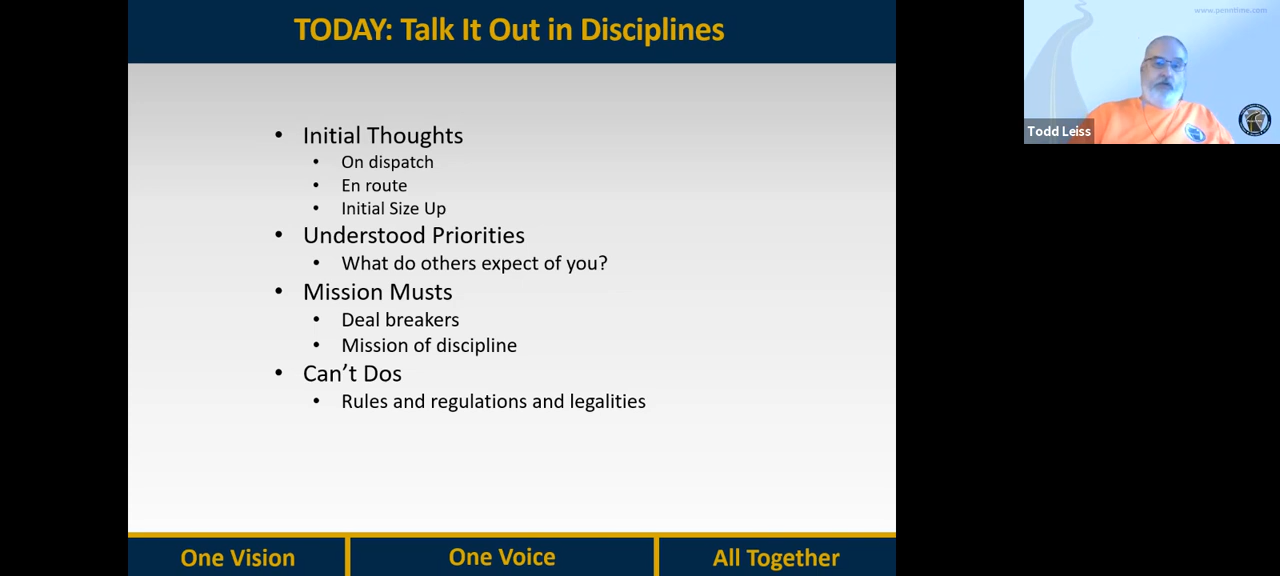 TODAY: Talk It Out in Disciplines
www.penntime.com
Todd Leiss
• Initial Thoughts
• On dispatch
• En route
• Initial Size Up
• Understood Priorities
• What do others expect of you?
• Mission Musts
• Deal breakers
• Mission of discipline
• Can’t Dos
• Rules and regulations and legalities
One Vision
One Voice
All Together